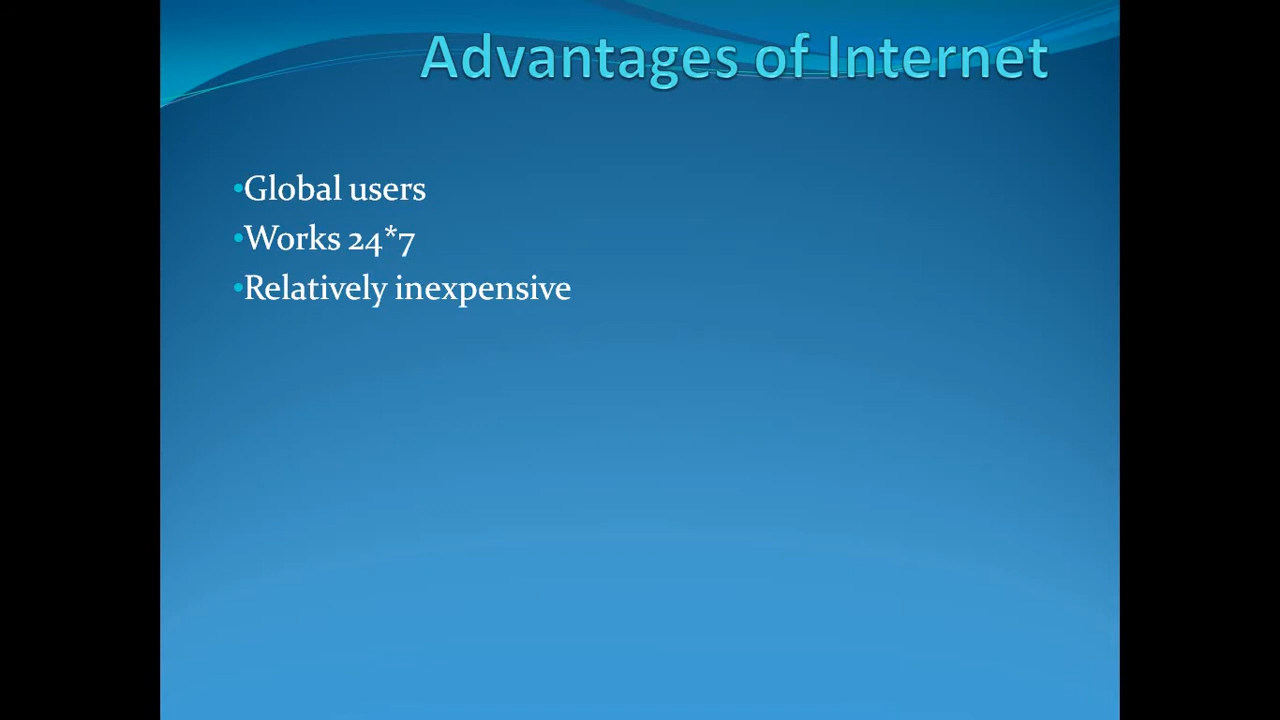 Advantages of Internet
•Global users
•Works 24*7
•Relatively inexpensive